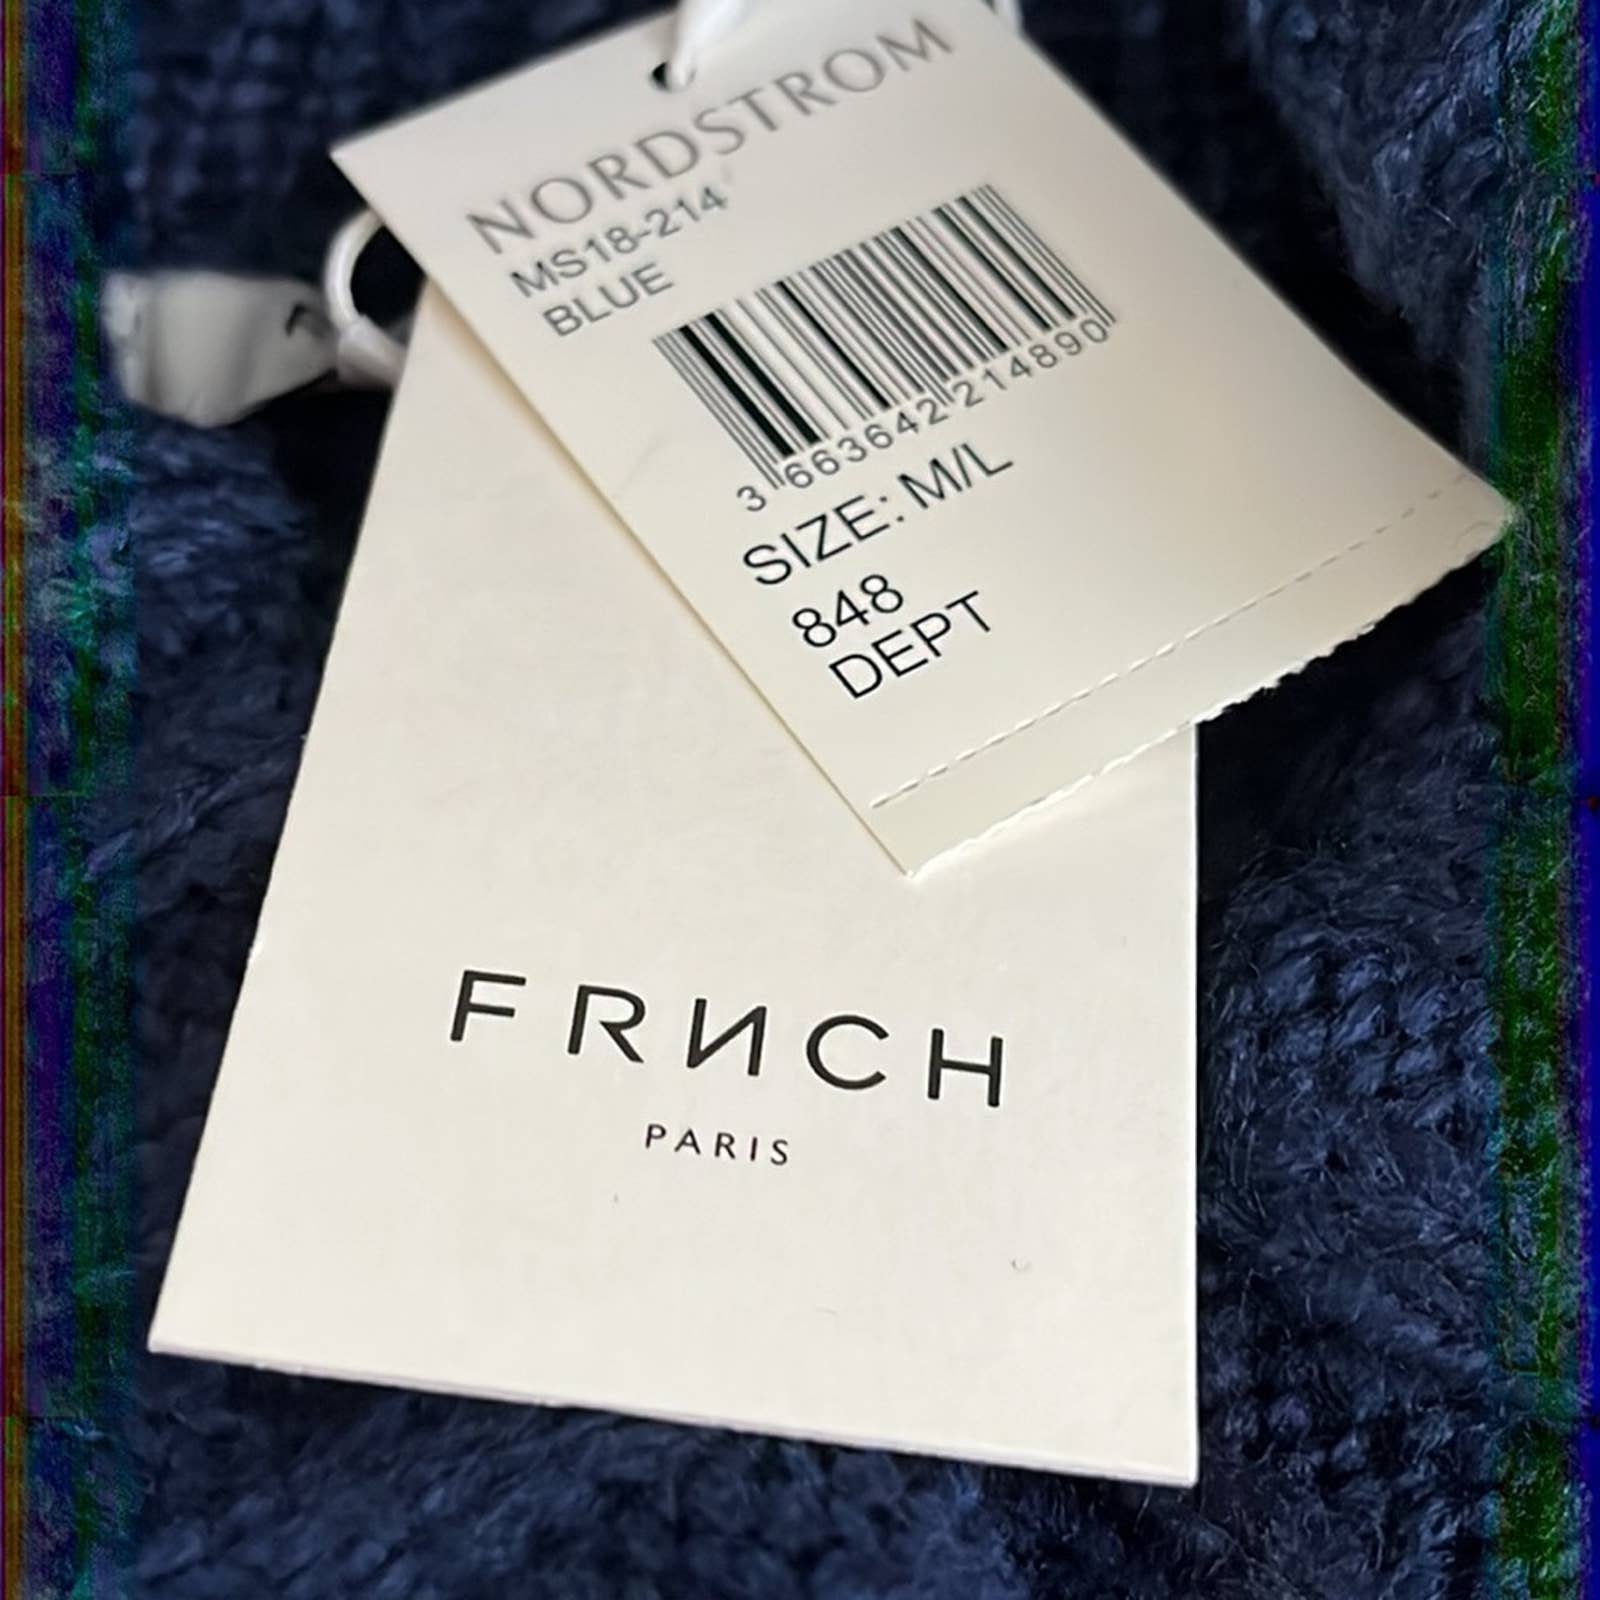 NORDSTROM
MS18-214
BLUE
3 663642 214890
SIZE: M/L
848
DEPT
FRИCH
PARIS